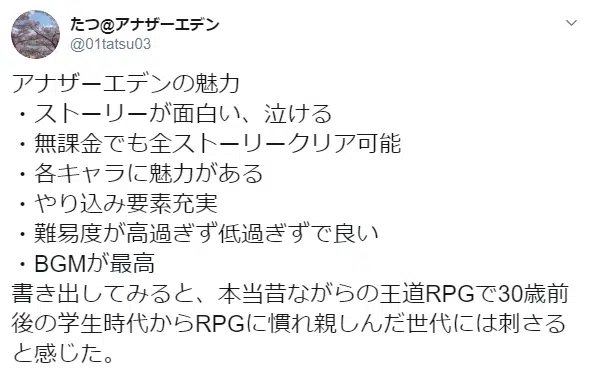 たつ@アナザーエデン
@01tatsu03
アナザーエデンの魅力
・ストーリーが面白い、泣ける
・無課金でも全ストーリークリア可能
・各キャラに魅力がある
・やり込み要素充実
・難易度が高過ぎず低過ぎずで良い
・BGMが最高
書き出してみると、本当昔ながらの王道RPGで30歳前
後の学生時代からRPGに慣れ親しんだ世代には刺さる
と感じた。